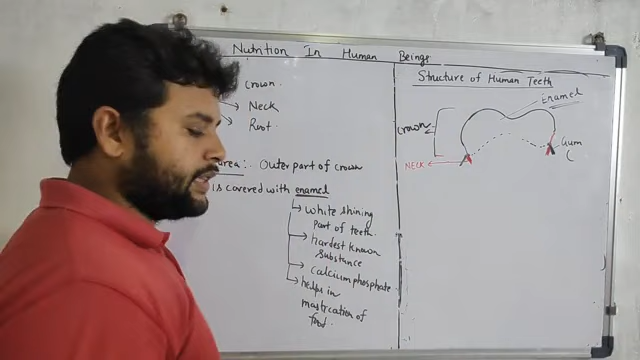 Nutrition In Human Beings
Crown
Neck
Root
area :- Outer part of crown
is covered with enamel
white shining
part of teeth
hardest known
substance
calcium phosphate
helps in
mastication of
food.
Structure of Human Teeth
Enamel
crown
NECK
Gum
(